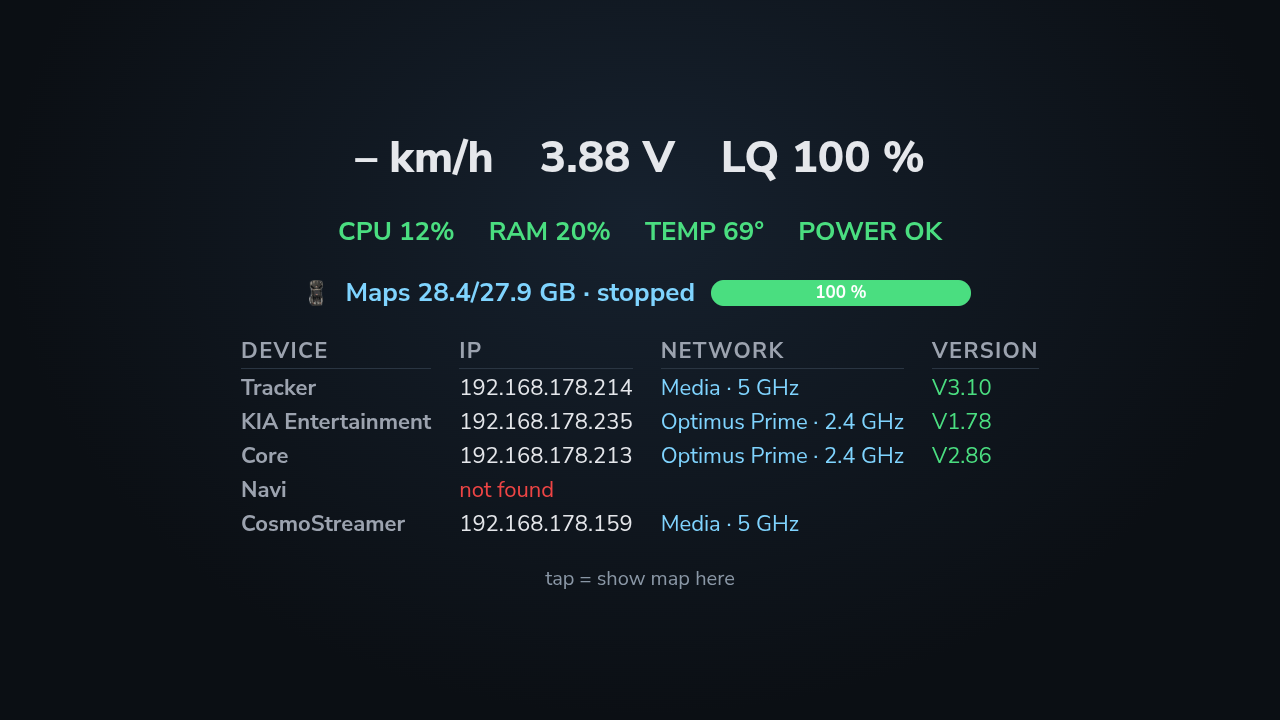 – km/h 3.88 V LQ 100 %
CPU 12% RAM 20% TEMP 69° POWER OK
Maps 28.4/27.9 GB · stopped 100 %
DEVICE IP NETWORK VERSION
Tracker 192.168.178.214 Media · 5 GHz V3.10
KIA Entertainment 192.168.178.235 Optimus Prime · 2.4 GHz V1.78
Core 192.168.178.213 Optimus Prime · 2.4 GHz V2.86
Navi not found
CosmoStreamer 192.168.178.159 Media · 5 GHz
tap = show map here